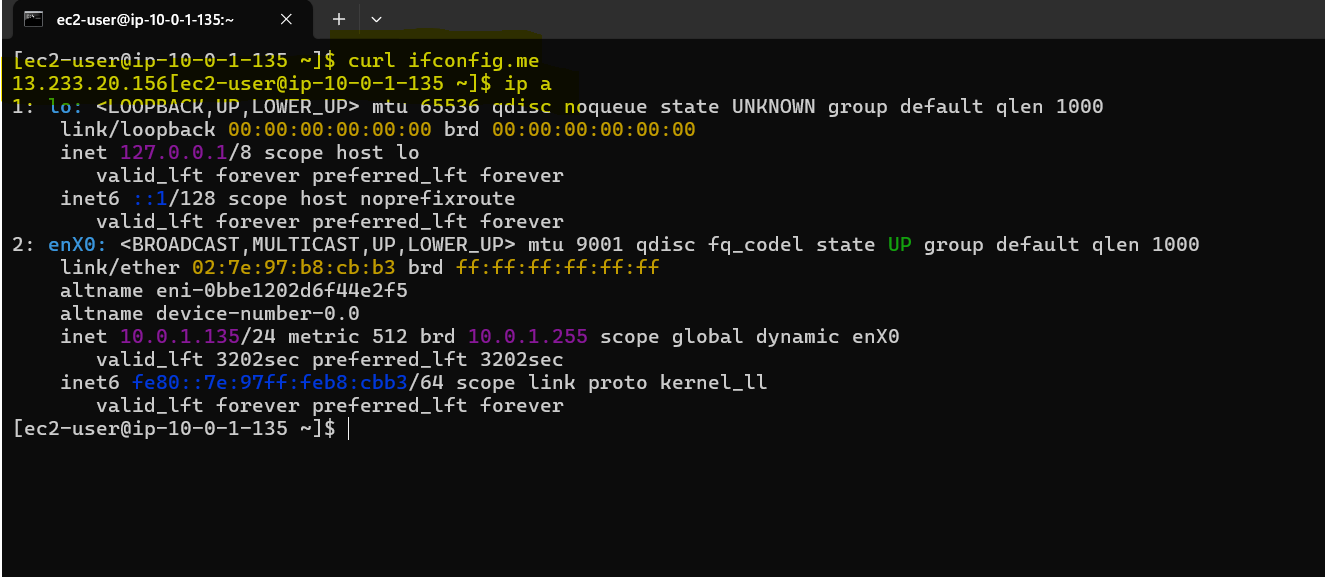 ec2-user@ip-10-0-1-135:~
[ec2-user@ip-10-0-1-135 ~]$ curl ifconfig.me
13.233.20.156[ec2-user@ip-10-0-1-135 ~]$ ip a
1: lo: <LOOPBACK,UP,LOWER_UP> mtu 65536 qdisc noqueue state UNKNOWN group default qlen 1000
    link/loopback 00:00:00:00:00:00 brd 00:00:00:00:00:00
    inet 127.0.0.1/8 scope host lo
       valid_lft forever preferred_lft forever
    inet6 ::1/128 scope host noprefixroute
       valid_lft forever preferred_lft forever
2: enX0: <BROADCAST,MULTICAST,UP,LOWER_UP> mtu 9001 qdisc fq_codel state UP group default qlen 1000
    link/ether 02:7e:97:b8:cb:b3 brd ff:ff:ff:ff:ff:ff
    altname eni-0bbe1202d6f44e2f5
    altname device-number-0.0
    inet 10.0.1.135/24 metric 512 brd 10.0.1.255 scope global dynamic enX0
       valid_lft 3202sec preferred_lft 3202sec
    inet6 fe80::7e:97ff:feb8:cbb3/64 scope link proto kernel_ll
       valid_lft forever preferred_lft forever
[ec2-user@ip-10-0-1-135 ~]$